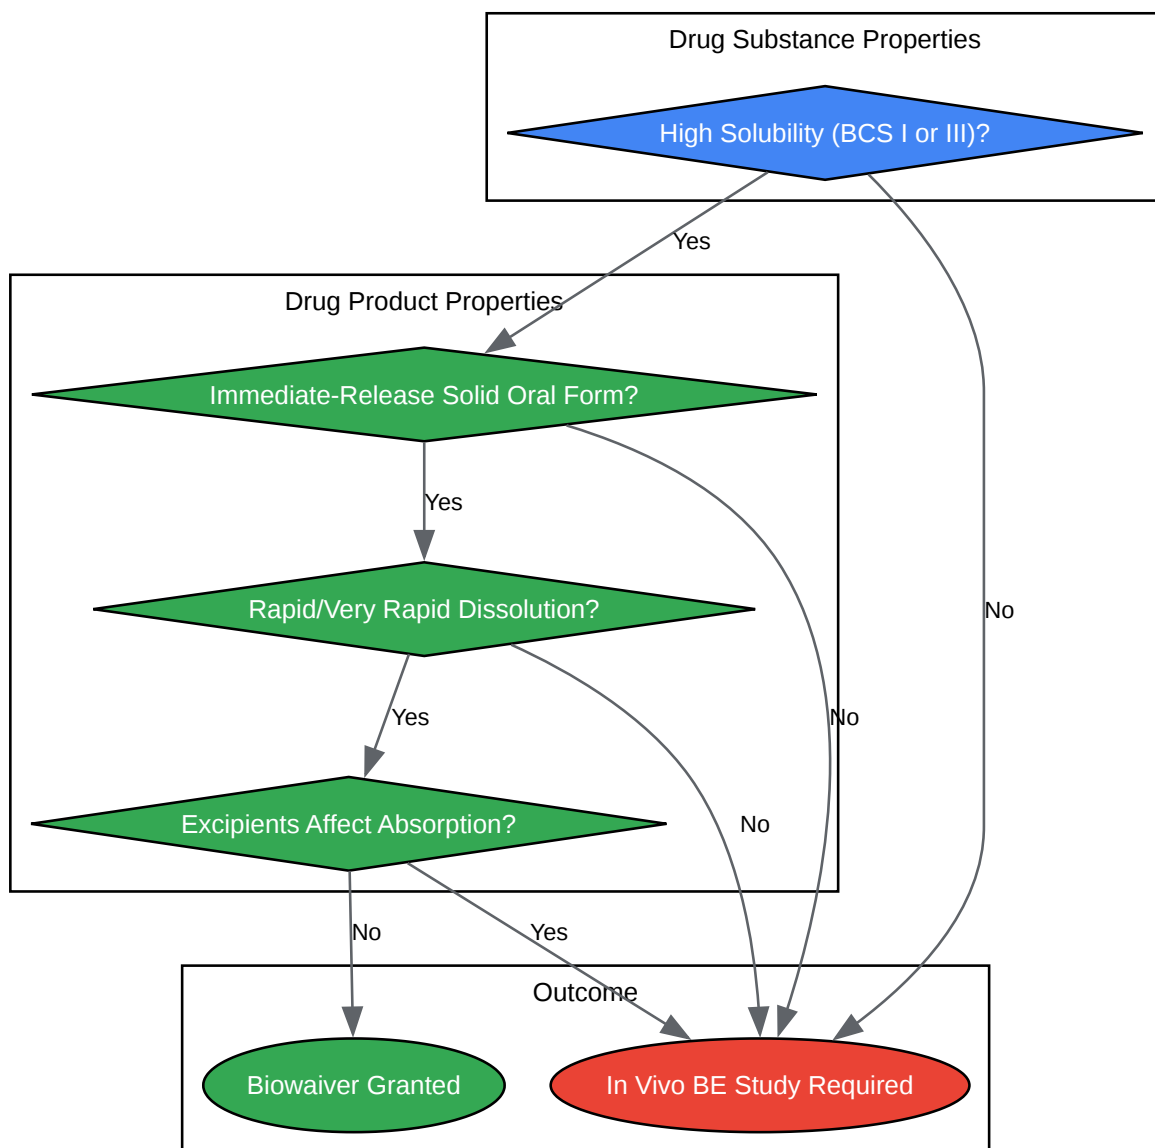 Drug Substance Properties
High Solubility (BCS I or III)?
Yes
Drug Product Properties
Immediate-Release Solid Oral Form?
Yes
Rapid/Very Rapid Dissolution?
No
Yes
No
Excipients Affect Absorption?
No
No
Yes
Outcome
Biowaiver Granted
In Vivo BE Study Required